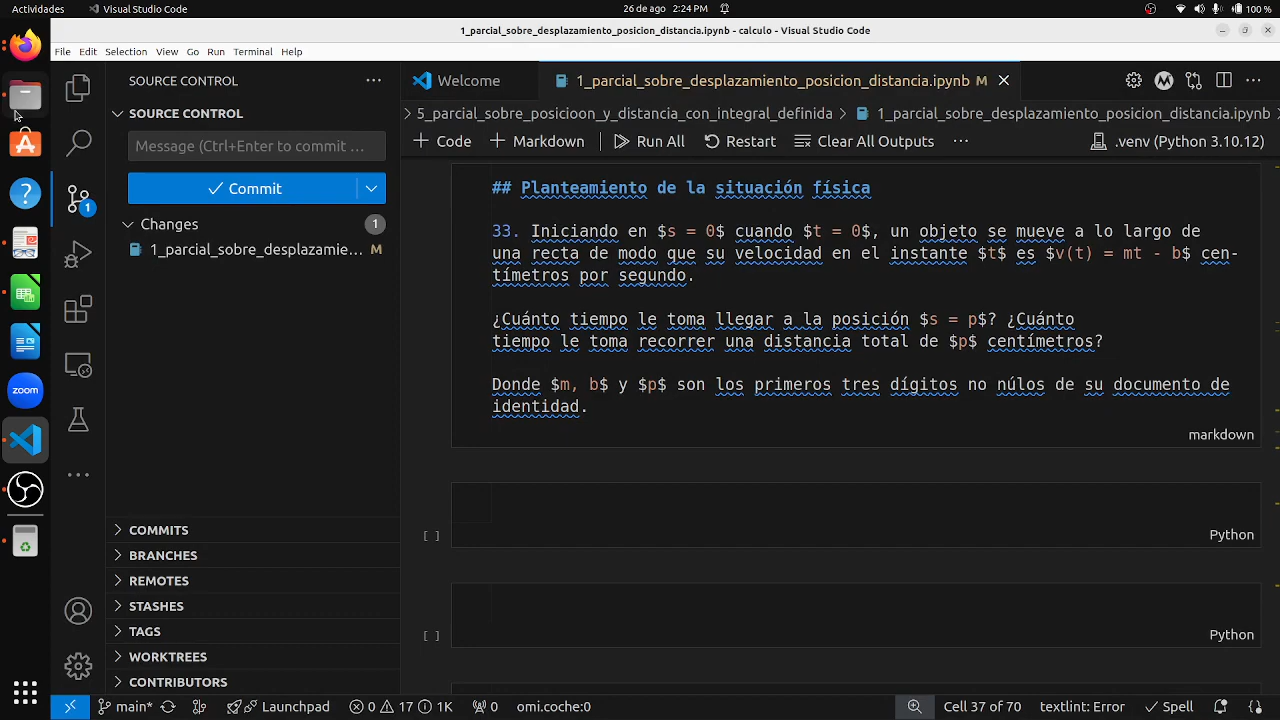 Actividades
Visual Studio Code
26 de ago 2:24 PM
100 %
1_parcial_sobre_desplazamiento_posicion_distancia.ipynb - calculo - Visual Studio Code
File Edit Selection View Go Run Terminal Help
SOURCE CONTROL
Welcome
1_parcial_sobre_desplazamiento_posicion_distancia.ipynb M
SOURCE CONTROL
5_parcial_sobre_posicioon_y_distancia_con_integral_definida
1_parcial_sobre_desplazamiento_posicion_distancia.ipynb
Message (Ctrl+Enter to commit ...
Code
Markdown
Run All
Restart
Clear All Outputs
.venv (Python 3.10.12)
Commit
Changes
1
1_parcial_sobre_desplazamie... M
## Planteamiento de la situación física
33. Iniciando en $s = 0$ cuando $t = 0$, un objeto se mueve a lo largo de
una recta de modo que su velocidad en el instante $t$ es $v(t) = mt - b$ cen-
tímetros por segundo.
¿Cuánto tiempo le toma llegar a la posición $s = p$? ¿Cuánto
tiempo le toma recorrer una distancia total de $p$ centímetros?
Donde $m, b$ y $p$ son los primeros tres dígitos no núlos de su documento de
identidad.
markdown
[ ]
Python
[ ]
Python
1
zoom
COMMITS
BRANCHES
REMOTES
STASHES
TAGS
WORKTREES
CONTRIBUTORS
main*
Launchpad
0
17
1K
0
omi.coche:0
Cell 37 of 70
textlint: Error
Spell